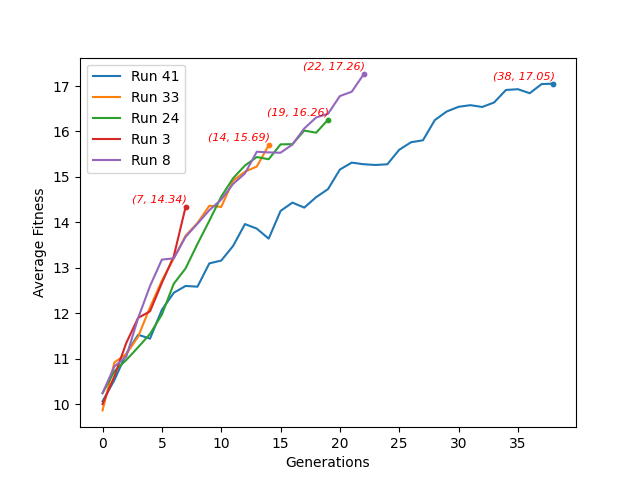 (22, 17.26)
(38, 17.05)
Run 41
Run 33
Run 24
Run 3
Run 8
(19, 16.26)
(14, 15.69)
(7, 14.34)
17
16
15
14
13
12
11
10
Average Fitness
0 5 10 15 20 25 30 35
Generations